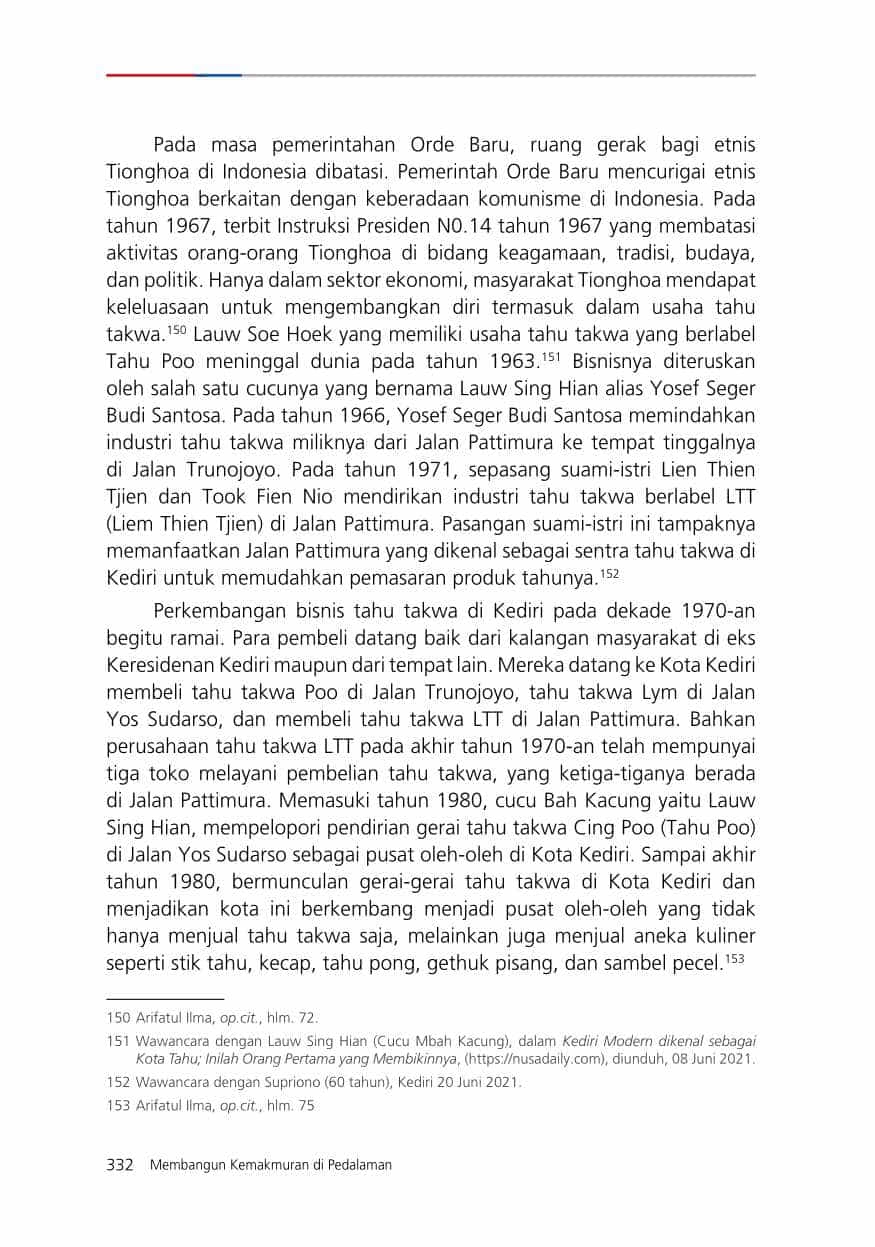 Pada masa pemerintahan Orde Baru, ruang gerak bagi etnis
Tionghoa di Indonesia dibatasi. Pemerintah Orde Baru mencurigai etnis
Tionghoa berkaitan dengan keberadaan komunisme di Indonesia. Pada
tahun 1967, terbit Instruksi Presiden N0.14 tahun 1967 yang membatasi
aktivitas orang-orang Tionghoa di bidang keagamaan, tradisi, budaya,
dan politik. Hanya dalam sektor ekonomi, masyarakat Tionghoa mendapat
keleluasaan untuk mengembangkan diri termasuk dalam usaha tahu
takwa.150 Lauw Soe Hoek yang memiliki usaha tahu takwa yang berlabel
Tahu Poo meninggal dunia pada tahun 1963.151 Bisnisnya diteruskan
oleh salah satu cucunya yang bernama Lauw Sing Hian alias Yosef Seger
Budi Santosa. Pada tahun 1966, Yosef Seger Budi Santosa memindahkan
industri tahu takwa miliknya dari Jalan Pattimura ke tempat tinggalnya
di Jalan Trunojoyo. Pada tahun 1971, sepasang suami-istri Lien Thien
Tjien dan Took Fien Nio mendirikan industri tahu takwa berlabel LTT
(Liem Thien Tjien) di Jalan Pattimura. Pasangan suami-istri ini tampaknya
memanfaatkan Jalan Pattimura yang dikenal sebagai sentra tahu takwa di
Kediri untuk memudahkan pemasaran produk tahunya.152
Perkembangan bisnis tahu takwa di Kediri pada dekade 1970-an
begitu ramai. Para pembeli datang baik dari kalangan masyarakat di eks
Keresidenan Kediri maupun dari tempat lain. Mereka datang ke Kota Kediri
membeli tahu takwa Poo di Jalan Trunojoyo, tahu takwa Lym di Jalan
Yos Sudarso, dan membeli tahu takwa LTT di Jalan Pattimura. Bahkan
perusahaan tahu takwa LTT pada akhir tahun 1970-an telah mempunyai
tiga toko melayani pembelian tahu takwa, yang ketiga-tiganya berada
di Jalan Pattimura. Memasuki tahun 1980, cucu Bah Kacung yaitu Lauw
Sing Hian, mempelopori pendirian gerai tahu takwa Cing Poo (Tahu Poo)
di Jalan Yos Sudarso sebagai pusat oleh-oleh di Kota Kediri. Sampai akhir
tahun 1980, bermunculan gerai-gerai tahu takwa di Kota Kediri dan
menjadikan kota ini berkembang menjadi pusat oleh-oleh yang tidak
hanya menjual tahu takwa saja, melainkan juga menjual aneka kuliner
seperti stik tahu, kecap, tahu pong, gethuk pisang, dan sambel pecel.153
150 Arifatul Ilma, op.cit., hlm. 72.
151 Wawancara dengan Lauw Sing Hian (Cucu Mbah Kacung), dalam Kediri Modern dikenal sebagai
Kota Tahu; Inilah Orang Pertama yang Membikinnya, (https://nusadaily.com), diunduh, 08 Juni 2021.
152 Wawancara dengan Supriono (60 tahun), Kediri 20 Juni 2021.
153 Arifatul Ilma, op.cit., hlm. 75
332 Membangun Kemakmuran di Pedalaman